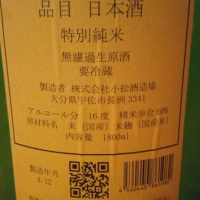 品目 日本酒
特別純米
無濾過生原酒
要冷蔵
製造者 株式会社小松酒造場
大分県宇佐市長洲3341
アルコール分 16度 精米歩合60%
原材料名 米(国産)米麹(国産米)
内容量 1800ml
製造年月